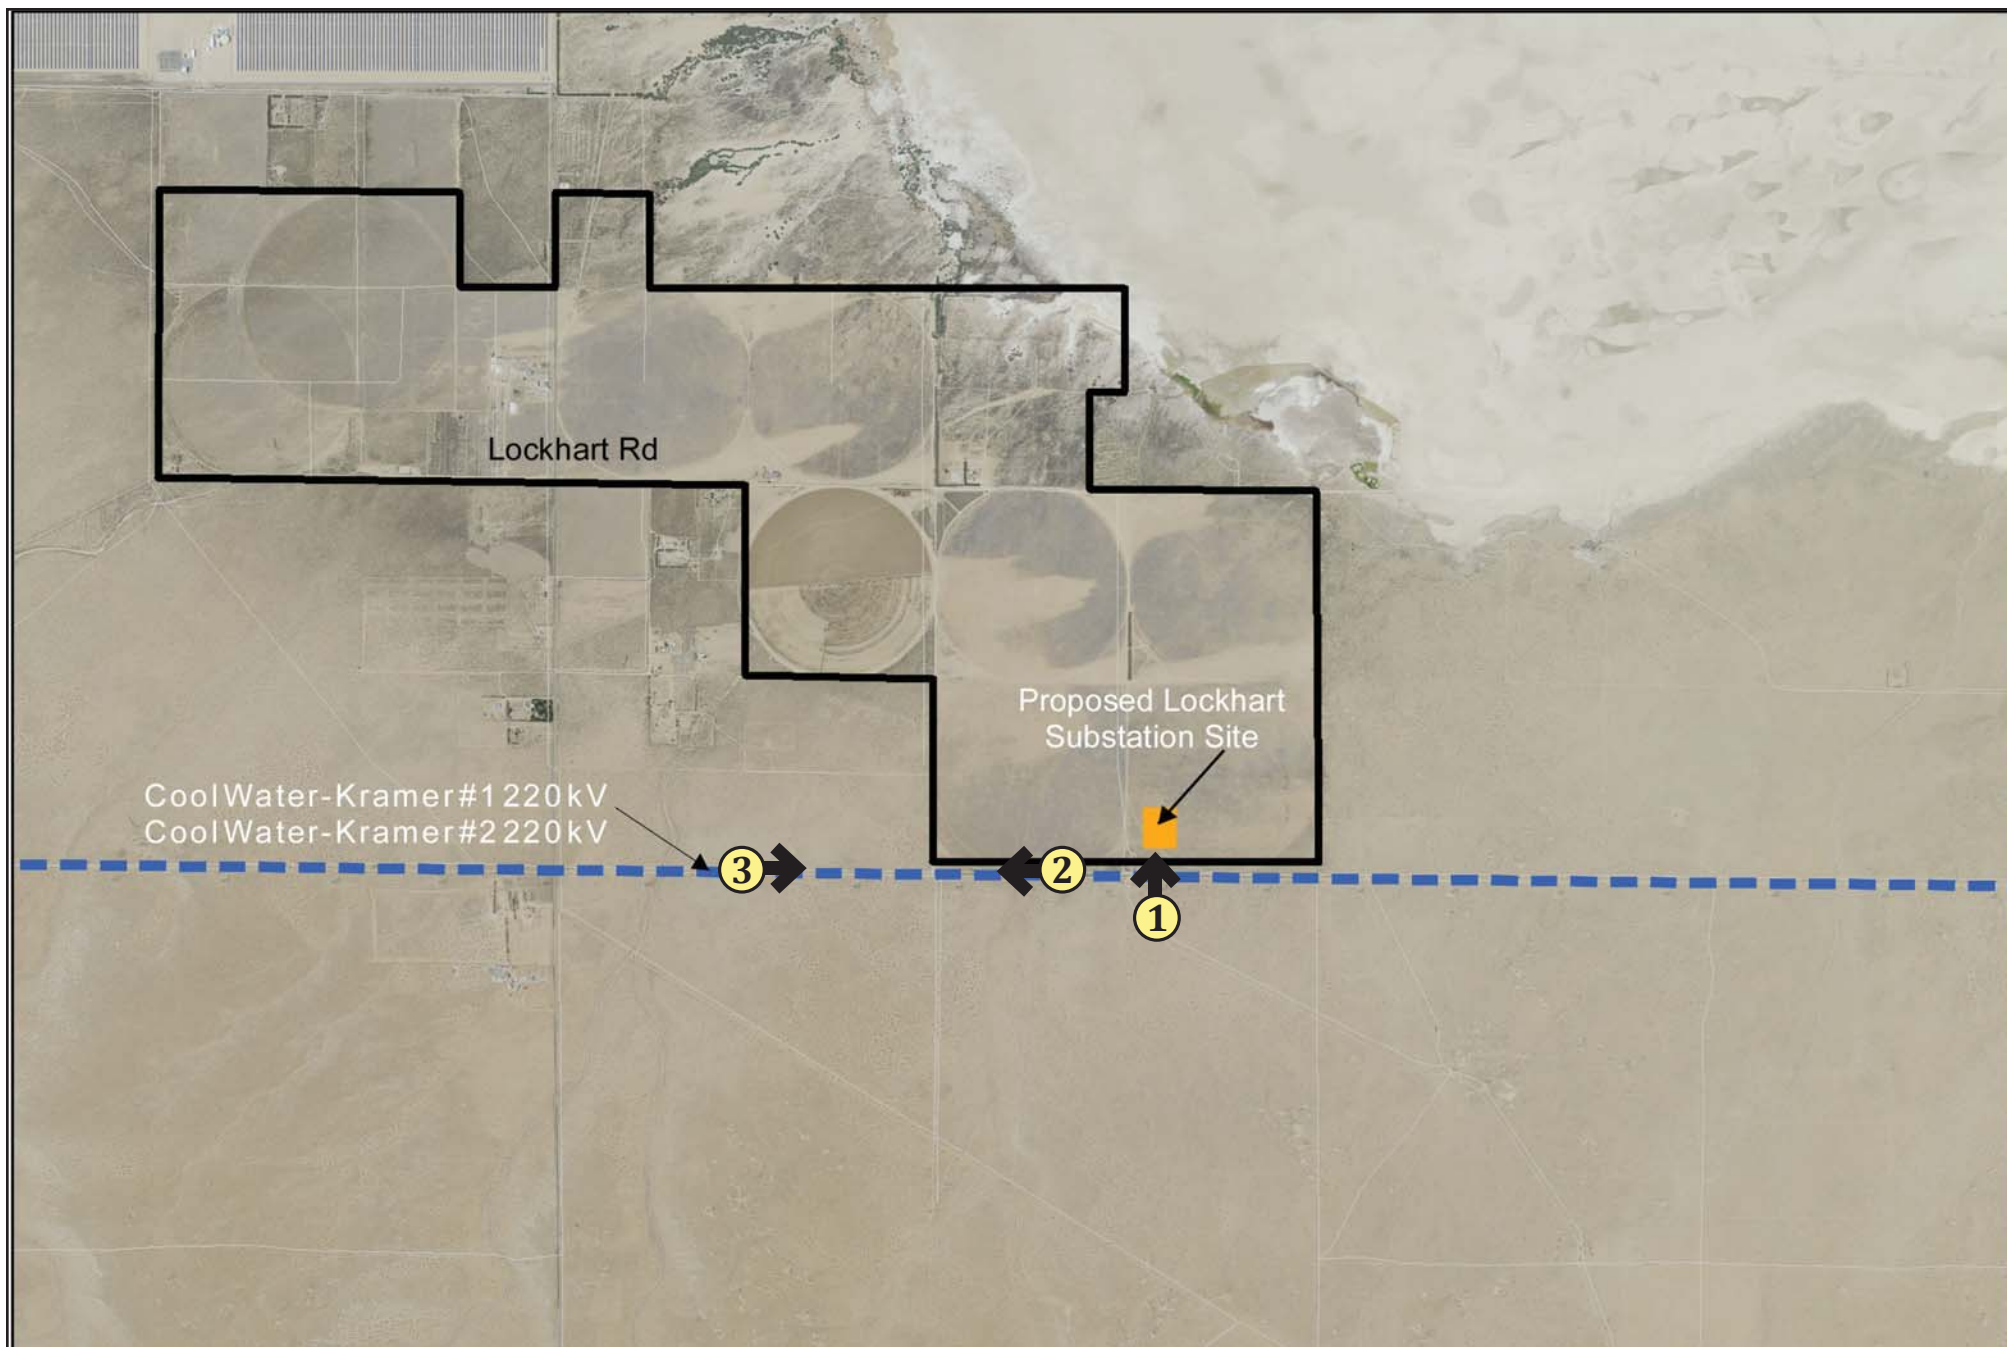 Lockhart Rd
Proposed Lockhart
Substation Site
CoolWater-Kramer#1 220kV
CoolWater-Kramer#2 220kV
3
2
1